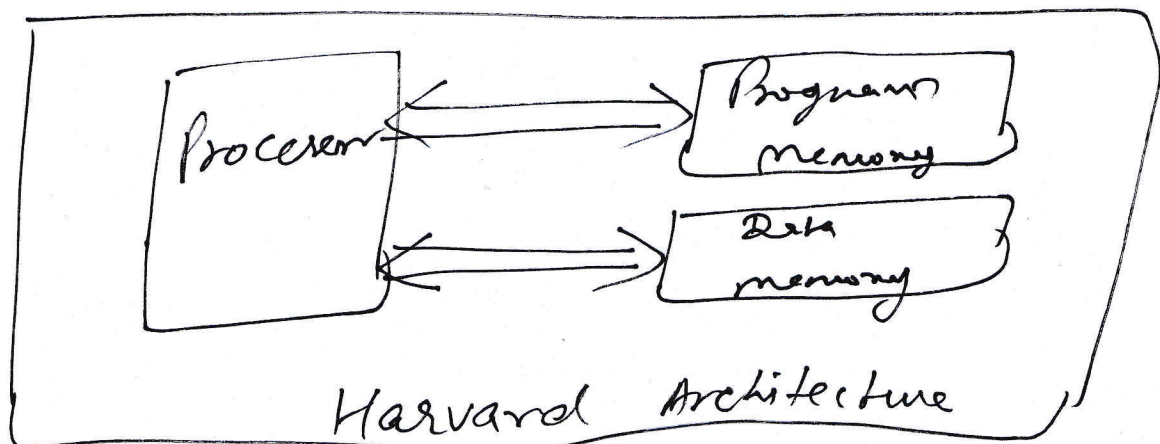 Processor
Program
memory
Data
memory
Harvard Architecture